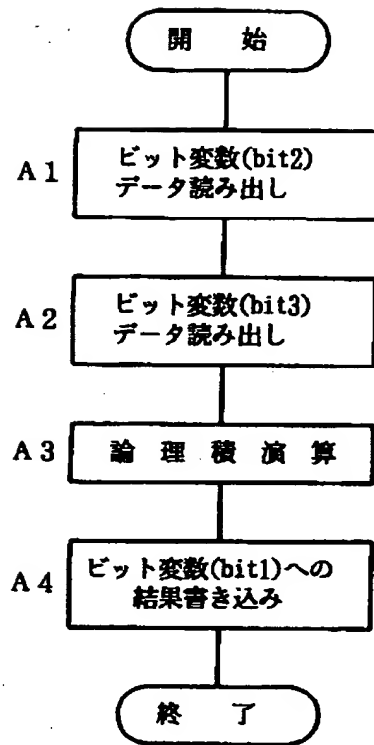 開 始
A1
ビット変数(bit2)
データ読み出し
A2
ビット変数(bit3)
データ読み出し
A3
論 理 積 演 算
A4
ビット変数(bit1)への
結果書き込み
終 了